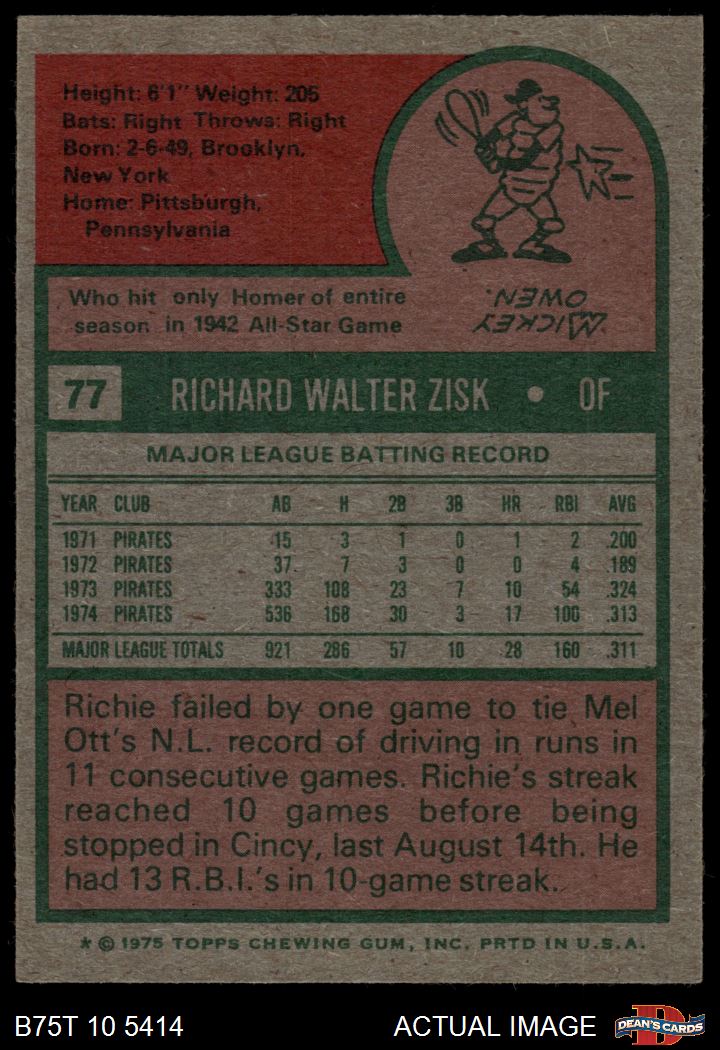 Height: 6'1" Weight: 205
Bats: Right Throws: Right
Born: 2-6-49, Brooklyn,
New York
Home: Pittsburgh,
Pennsylvania
Who hit only Homer of entire
season in 1942 All-Star Game
MICKEY
OWEN.
77 RICHARD WALTER ZISK • OF
MAJOR LEAGUE BATTING RECORD
YEAR CLUB AB H 2B 3B HR RBI AVG
1971 PIRATES 15 3 1 0 1 2 .200
1972 PIRATES 37 7 3 0 0 4 .189
1973 PIRATES 333 108 23 7 10 54 .324
1974 PIRATES 536 168 30 3 17 100 .313
MAJOR LEAGUE TOTALS 921 286 57 10 28 160 .311
Richie failed by one game to tie Mel
Ott's N.L. record of driving in runs in
11 consecutive games. Richie's streak
reached 10 games before being
stopped in Cincy, last August 14th. He
had 13 R.B.I.'s in 10-game streak.
* © 1975 TOPPS CHEWING GUM, INC. PRTD IN U.S.A.
B75T 10 5414 ACTUAL IMAGE
D
DEAN'S CARDS